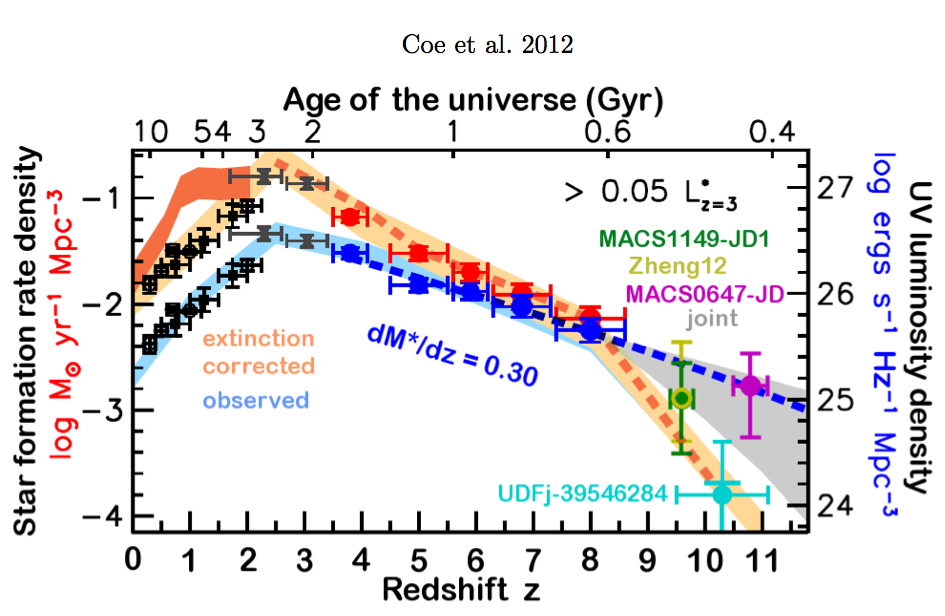 Coe et al. 2012
Age of the universe (Gyr)
10 5 4 3 2 1 0.6 0.4
Star formation rate density
log M⊙ yr⁻¹ Mpc⁻³
−1
−2
−3
−4
> 0.05 L*z=3
MACS1149-JD1
Zheng12
MACS0647-JD
joint
extinction
corrected
observed
dM*/dz = 0.30
UDFj-39546284
27
26
25
24
log ergs s⁻¹ Hz⁻¹ Mpc⁻³
UV luminosity density
0 1 2 3 4 5 6 7 8 9 10 11
Redshift z